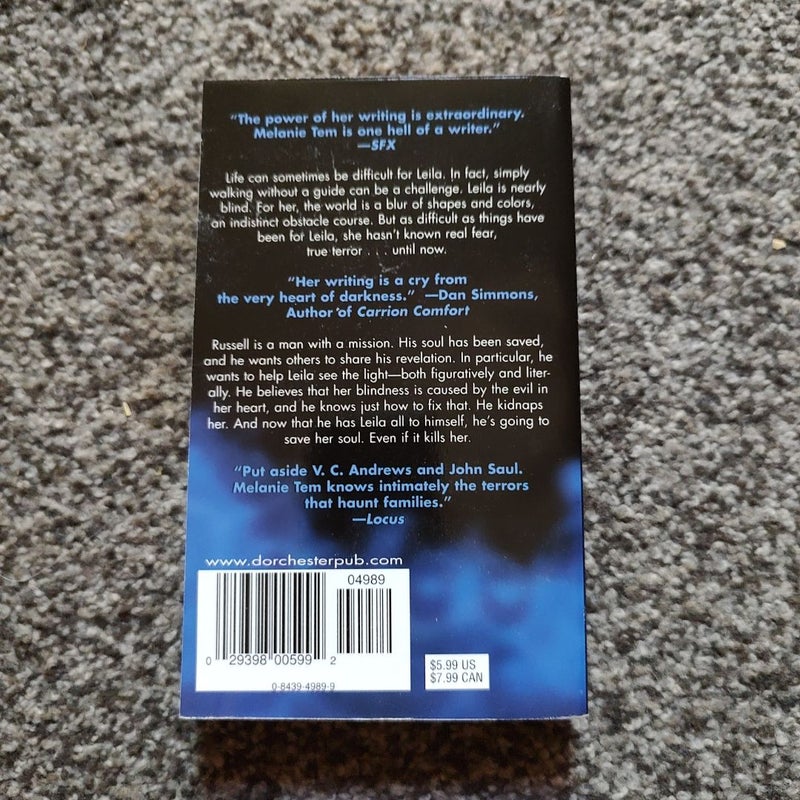 "The power of her writing is extraordinary.
Melanie Tem is one hell of a writer."
—SFX
Life can sometimes be difficult for Leila. In fact, simply
walking without a guide can be a challenge. Leila is nearly
blind. For her, the world is a blur of shapes and colors,
an indistinct obstacle course. But as difficult as things have
been for Leila, she hasn't known real fear,
true terror . . . until now.
"Her writing is a cry from
the very heart of darkness." —Dan Simmons,
Author of Carrion Comfort
Russell is a man with a mission. His soul has been saved,
and he wants others to share his revelation. In particular, he
wants to help Leila see the light—both figuratively and liter-
ally. He believes that her blindness is caused by the evil in
her heart, and he knows just how to fix that. He kidnaps
her. And now that he has Leila all to himself, he's going to
save her soul. Even if it kills her.
"Put aside V. C. Andrews and John Saul.
Melanie Tem knows intimately the terrors
that haunt families."
—Locus
www.dorchesterpub.com
04989
0 29398 00599 2
0-8439-4989-9
$5.99 US
$7.99 CAN